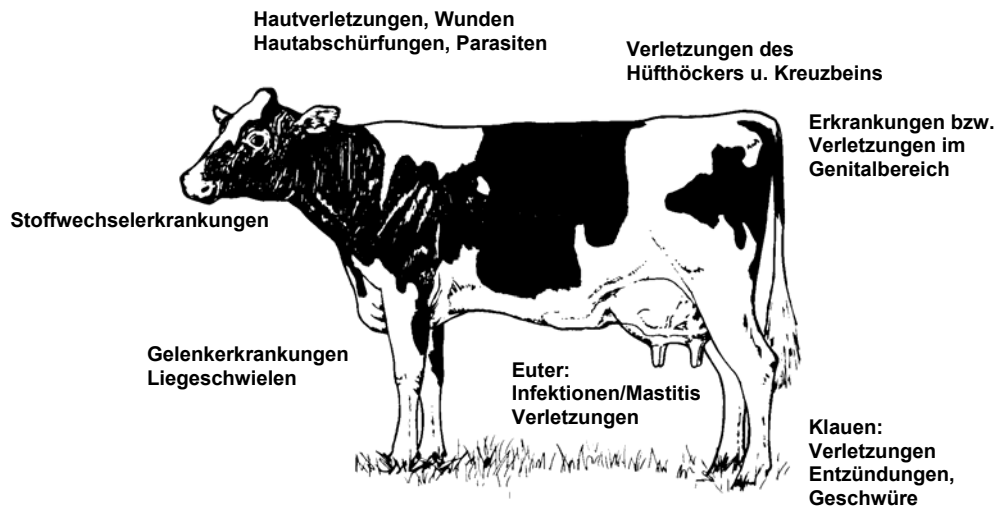 Hautverletzungen, Wunden
Hautabschürfungen, Parasiten
Verletzungen des
Hüfthöckers u. Kreuzbeins
Erkrankungen bzw.
Verletzungen im
Genitalbereich
Stoffwechselerkrankungen
Gelenkerkrankungen
Liegeschwielen
Euter:
Infektionen/Mastitis
Verletzungen
Klauen:
Verletzungen
Entzündungen,
Geschwüre